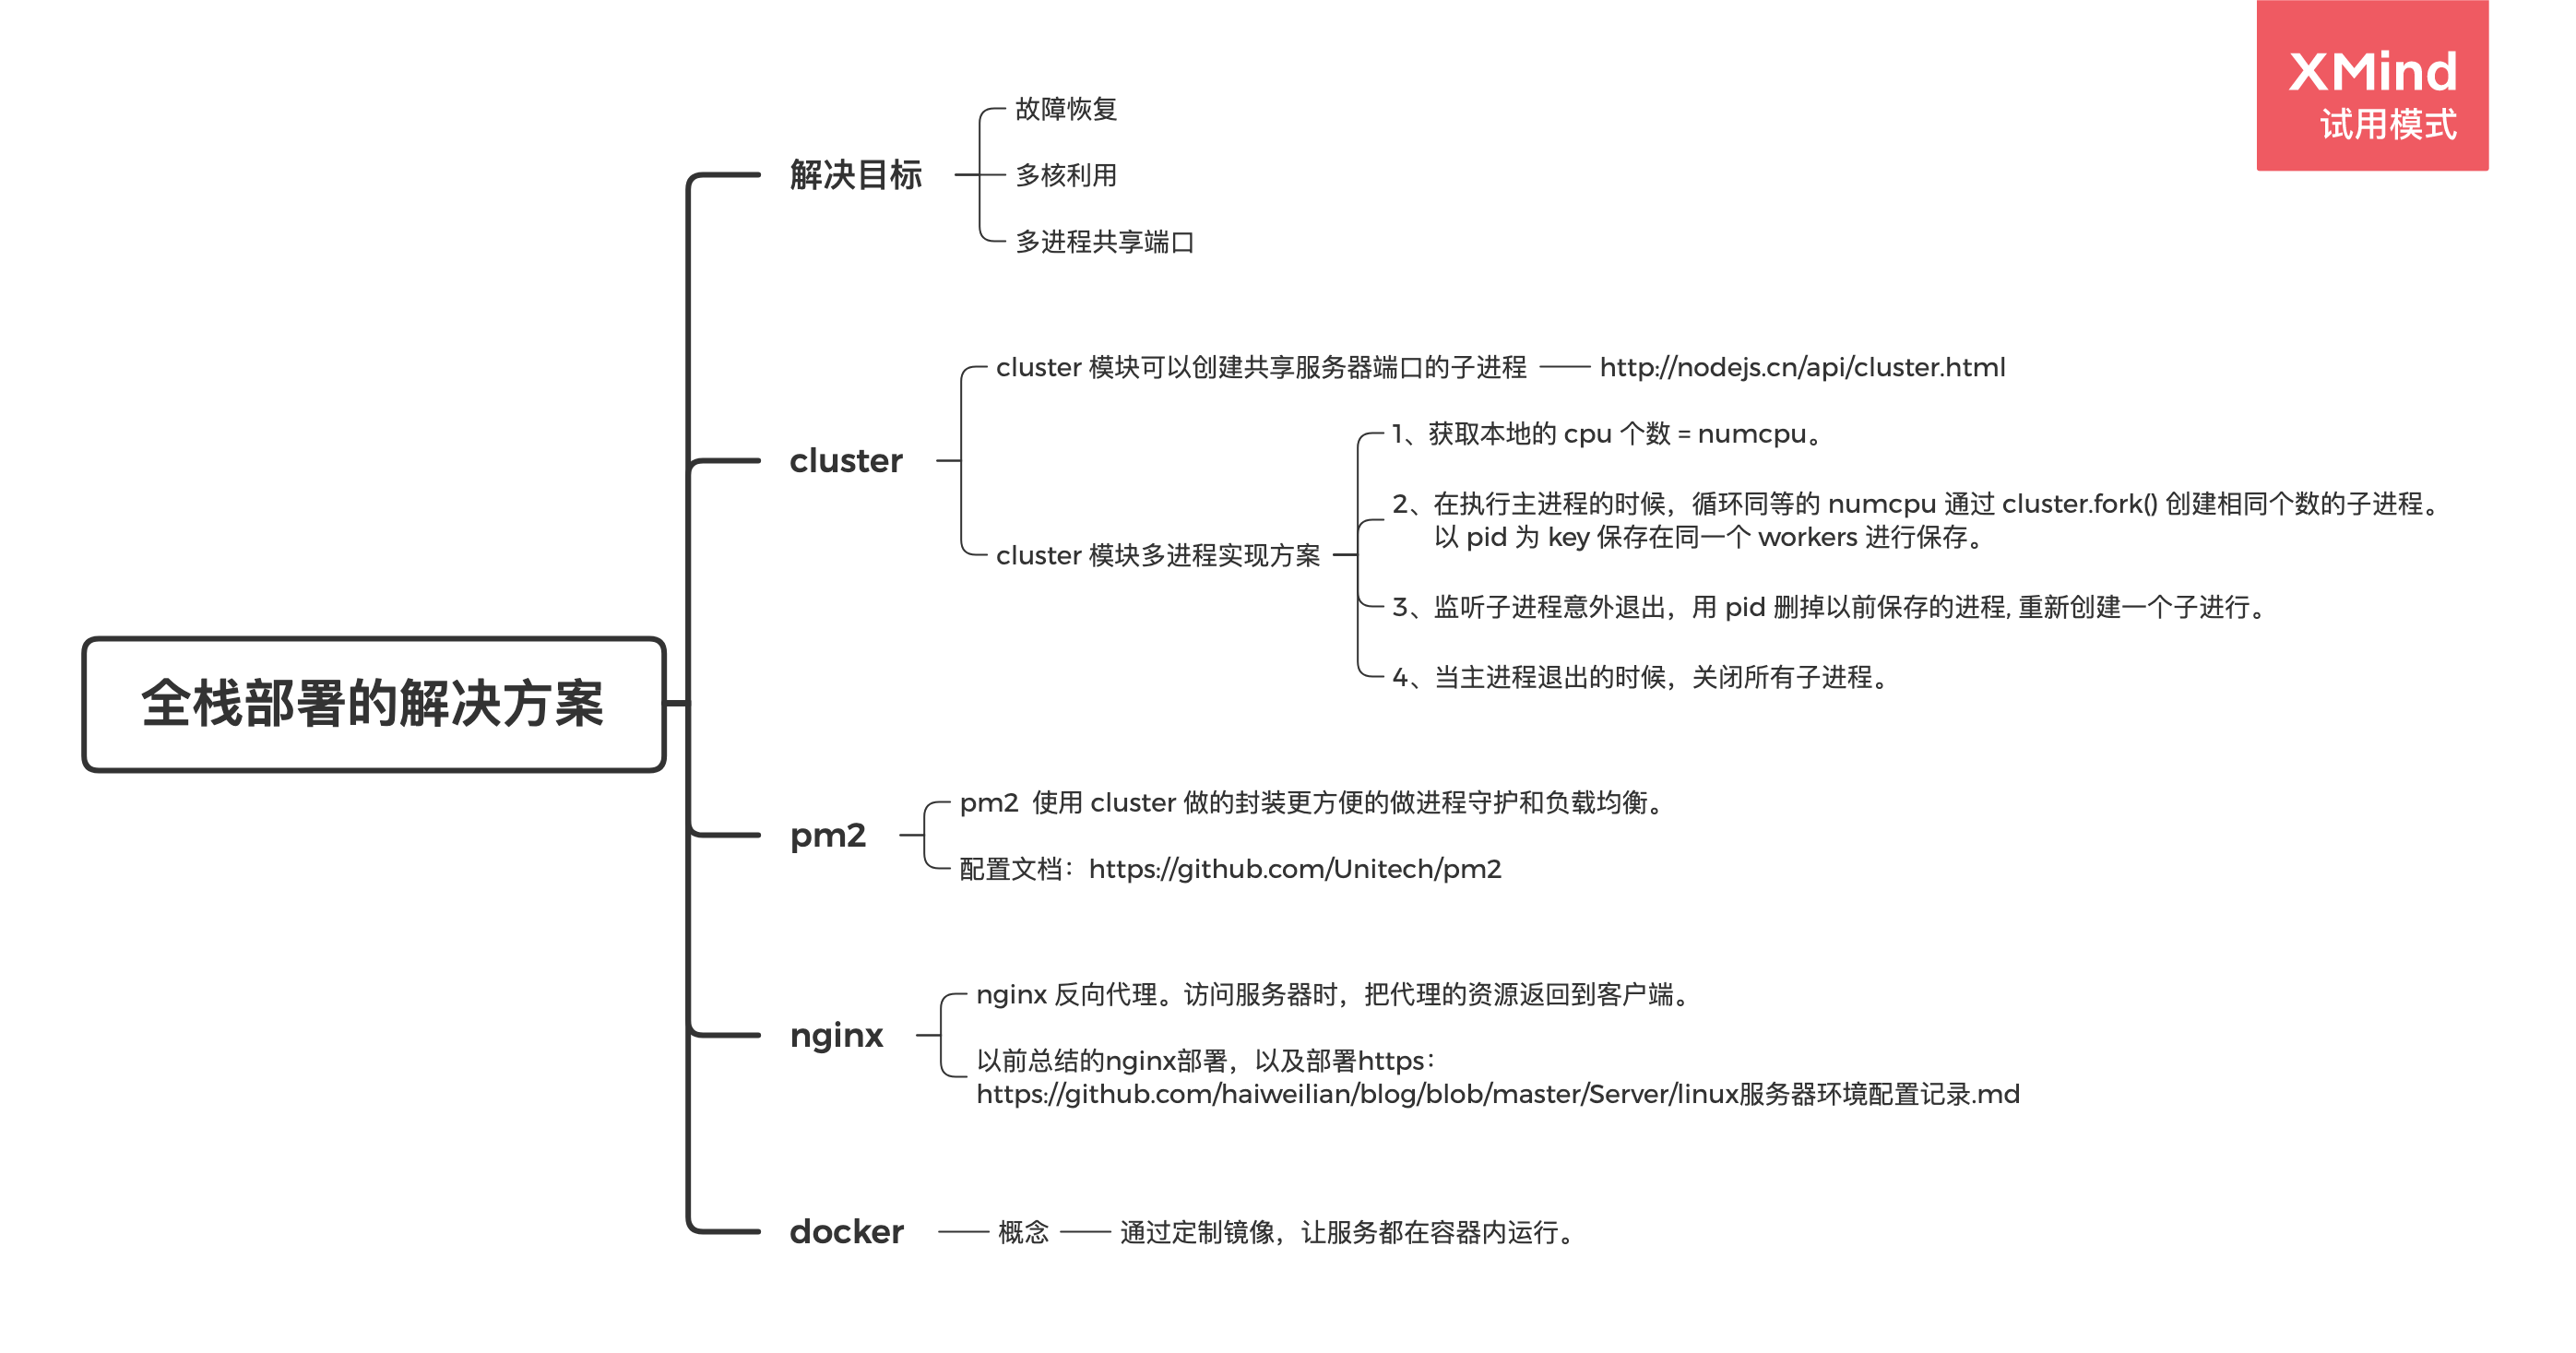 XMind
试用模式
全栈部署的解决方案
解决目标
故障恢复
多核利用
多进程共享端口
cluster
cluster 模块可以创建共享服务器端口的子进程
http://nodejs.cn/api/cluster.html
cluster 模块多进程实现方案
1、获取本地的 cpu 个数 = numcpu。
2、在执行主进程的时候，循环同等的 numcpu 通过 cluster.fork() 创建相同个数的子进程。
以 pid 为 key 保存在同一个 workers 进行保存。
3、监听子进程意外退出，用 pid 删掉以前保存的进程, 重新创建一个子进行。
4、当主进程退出的时候，关闭所有子进程。
pm2
pm2  使用 cluster 做的封装更方便的做进程守护和负载均衡。
配置文档：https://github.com/Unitech/pm2
nginx
nginx 反向代理。访问服务器时，把代理的资源返回到客户端。
以前总结的nginx部署，以及部署https：
https://github.com/haiweilian/blog/blob/master/Server/linux服务器环境配置记录.md
docker
概念
通过定制镜像，让服务都在容器内运行。